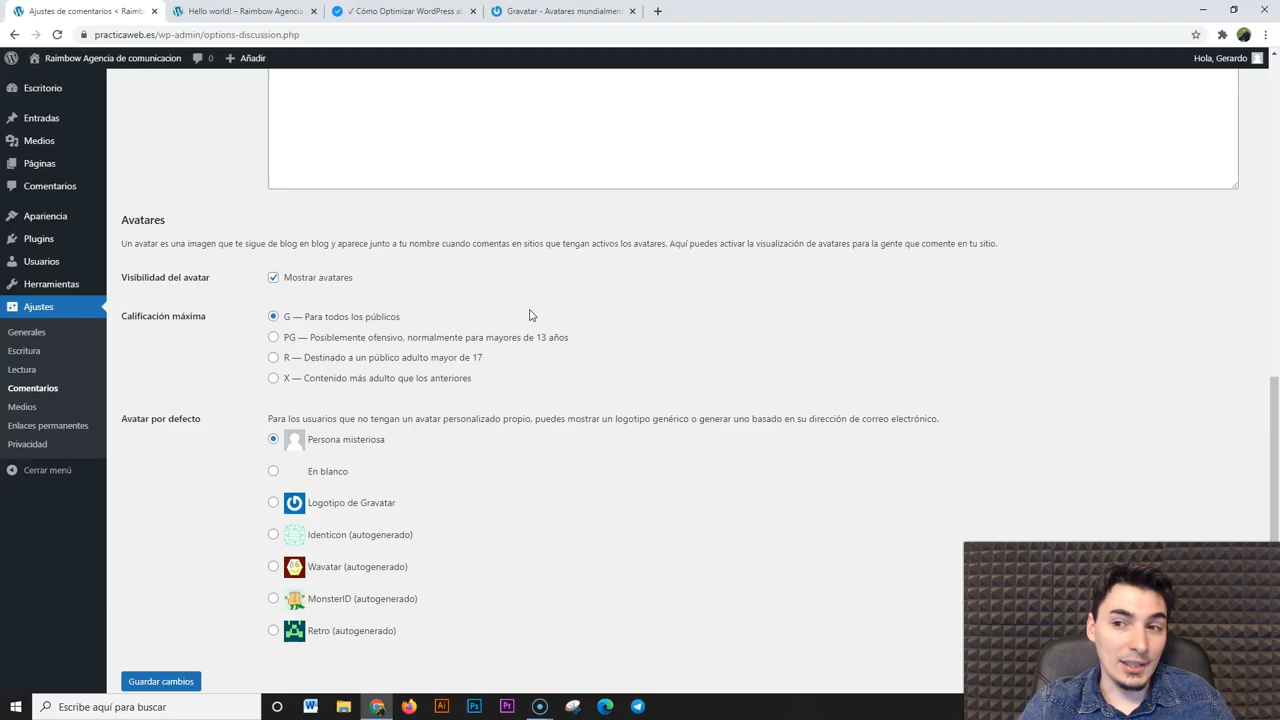 Ajustes de comentarios < Raimb
Hello world! – Raimbow Agencia
✓ Cómo Optimizar WordPress al
Gravatar - Avatares mundialmen
practicaweb.es/wp-admin/options-discussion.php
Raimbow Agencia de comunicacion
0
Añadir
Hola, Gerardo
Escritorio
Entradas
Medios
Páginas
Comentarios
Apariencia
Plugins
Usuarios
Herramientas
Ajustes
Generales
Escritura
Lectura
Comentarios
Medios
Enlaces permanentes
Privacidad
Cerrar menú
Avatares
Un avatar es una imagen que te sigue de blog en blog y aparece junto a tu nombre cuando comentas en sitios que tengan activos los avatares. Aquí puedes activar la visualización de avatares para la gente que comente en tu sitio.
Visibilidad del avatar
Mostrar avatares
Calificación máxima
G — Para todos los públicos
PG — Posiblemente ofensivo, normalmente para mayores de 13 años
R — Destinado a un público adulto mayor de 17
X — Contenido más adulto que los anteriores
Avatar por defecto
Para los usuarios que no tengan un avatar personalizado propio, puedes mostrar un logotipo genérico o generar uno basado en su dirección de correo electrónico.
Persona misteriosa
En blanco
Logotipo de Gravatar
Identicon (autogenerado)
Wavatar (autogenerado)
MonsterID (autogenerado)
Retro (autogenerado)
Guardar cambios
Escribe aquí para buscar
W
Ai
Ps
Pr